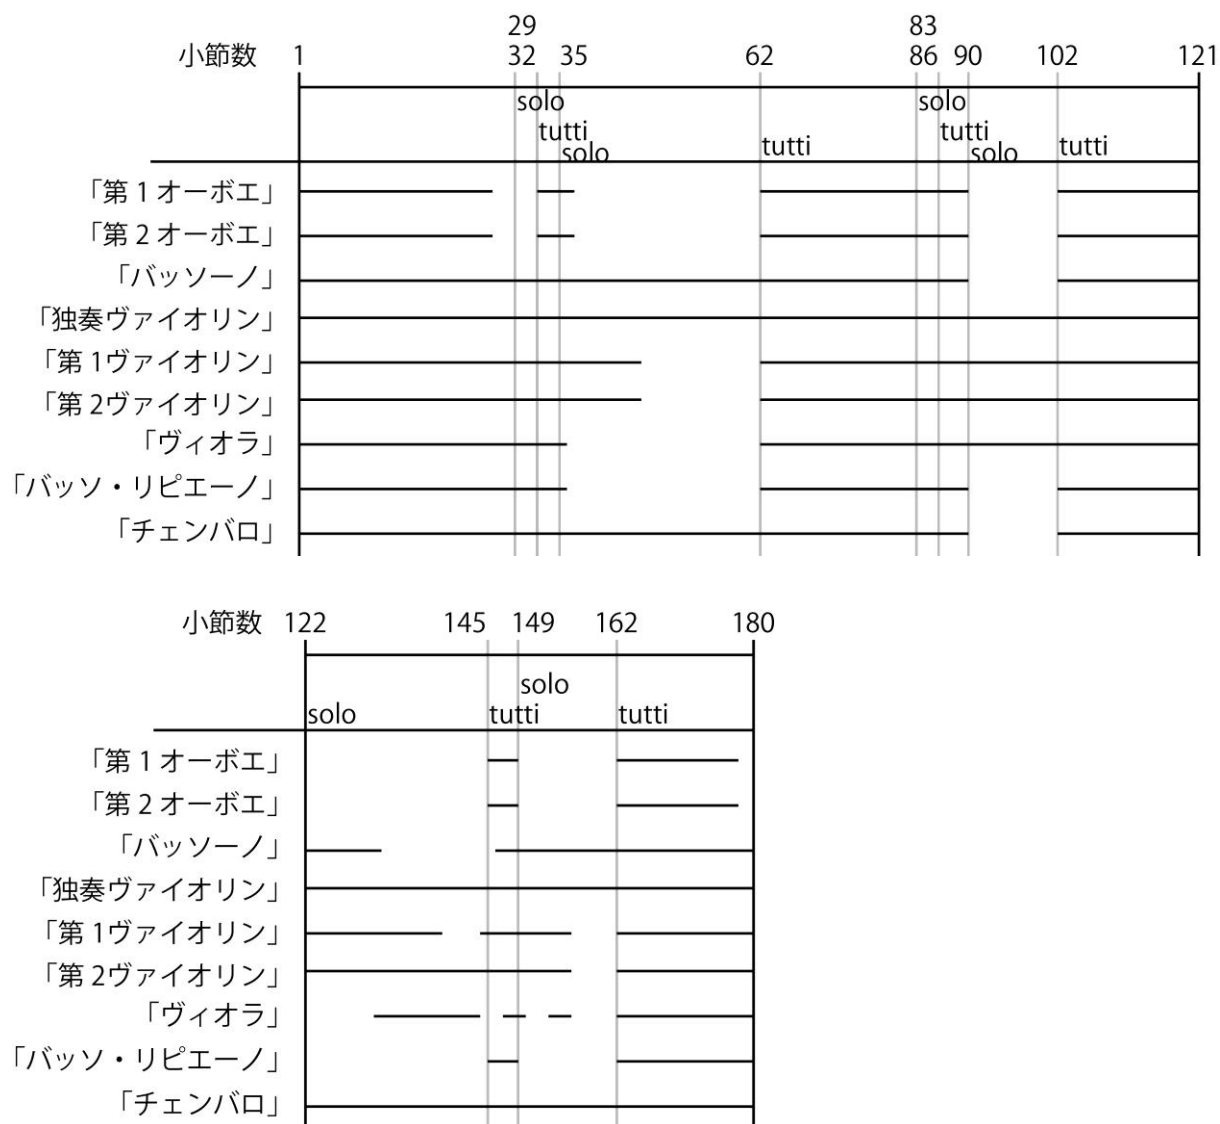 29 83
小節数 1 32 35 62 86 90 102 121
solo solo
tutti tutti
solo tutti solo tutti
「第 1 オーボエ」
「第 2 オーボエ」
「バッソーノ」
「独奏ヴァイオリン」
「第 1ヴァイオリン」
「第 2ヴァイオリン」
「ヴィオラ」
「バッソ・リピエーノ」
「チェンバロ」
小節数 122 145 149 162 180
solo
solo tutti tutti
「第 1 オーボエ」
「第 2 オーボエ」
「バッソーノ」
「独奏ヴァイオリン」
「第 1ヴァイオリン」
「第 2ヴァイオリン」
「ヴィオラ」
「バッソ・リピエーノ」
「チェンバロ」